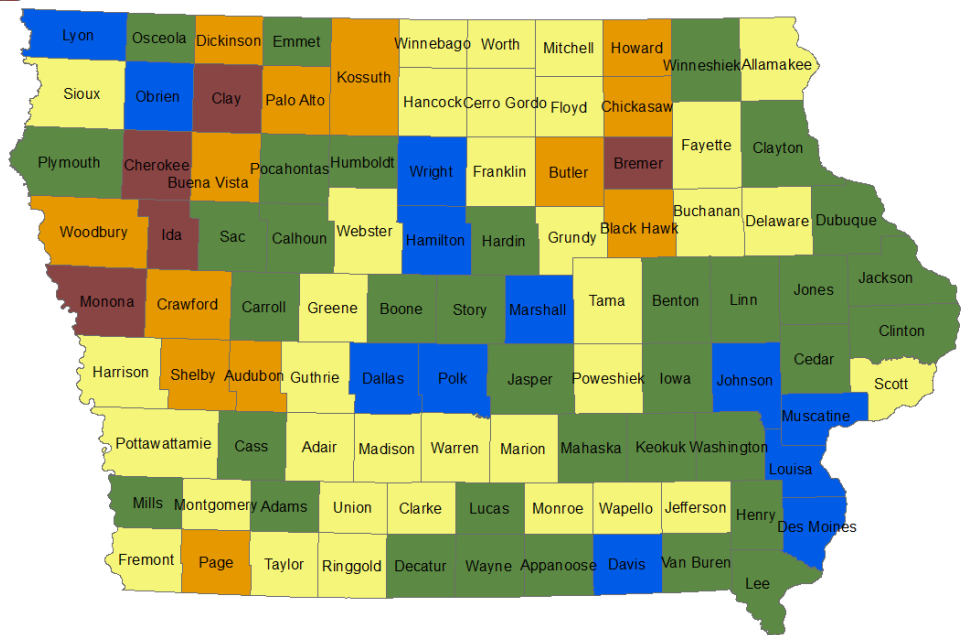 Lyon
Osceola
Dickinson
Emmet
Kossuth
Winnebago
Worth
Mitchell
Howard
Winneshiek
Allamakee
Sioux
Obrien
Clay
Palo Alto
Hancock
Cerro Gordo
Floyd
Chickasaw
Fayette
Clayton
Plymouth
Cherokee
Buena Vista
Pocahontas
Humboldt
Wright
Franklin
Butler
Bremer
Woodbury
Ida
Sac
Calhoun
Webster
Hamilton
Hardin
Grundy
Black Hawk
Buchanan
Delaware
Dubuque
Monona
Crawford
Carroll
Greene
Boone
Story
Marshall
Tama
Benton
Linn
Jones
Jackson
Clinton
Harrison
Shelby
Audubon
Guthrie
Dallas
Polk
Jasper
Poweshiek
Iowa
Johnson
Cedar
Scott
Muscatine
Pottawattamie
Cass
Adair
Madison
Warren
Marion
Mahaska
Keokuk
Washington
Louisa
Mills
Montgomery
Adams
Union
Clarke
Lucas
Monroe
Wapello
Jefferson
Henry
Des Moines
Fremont
Page
Taylor
Ringgold
Decatur
Wayne
Appanoose
Davis
Van Buren
Lee